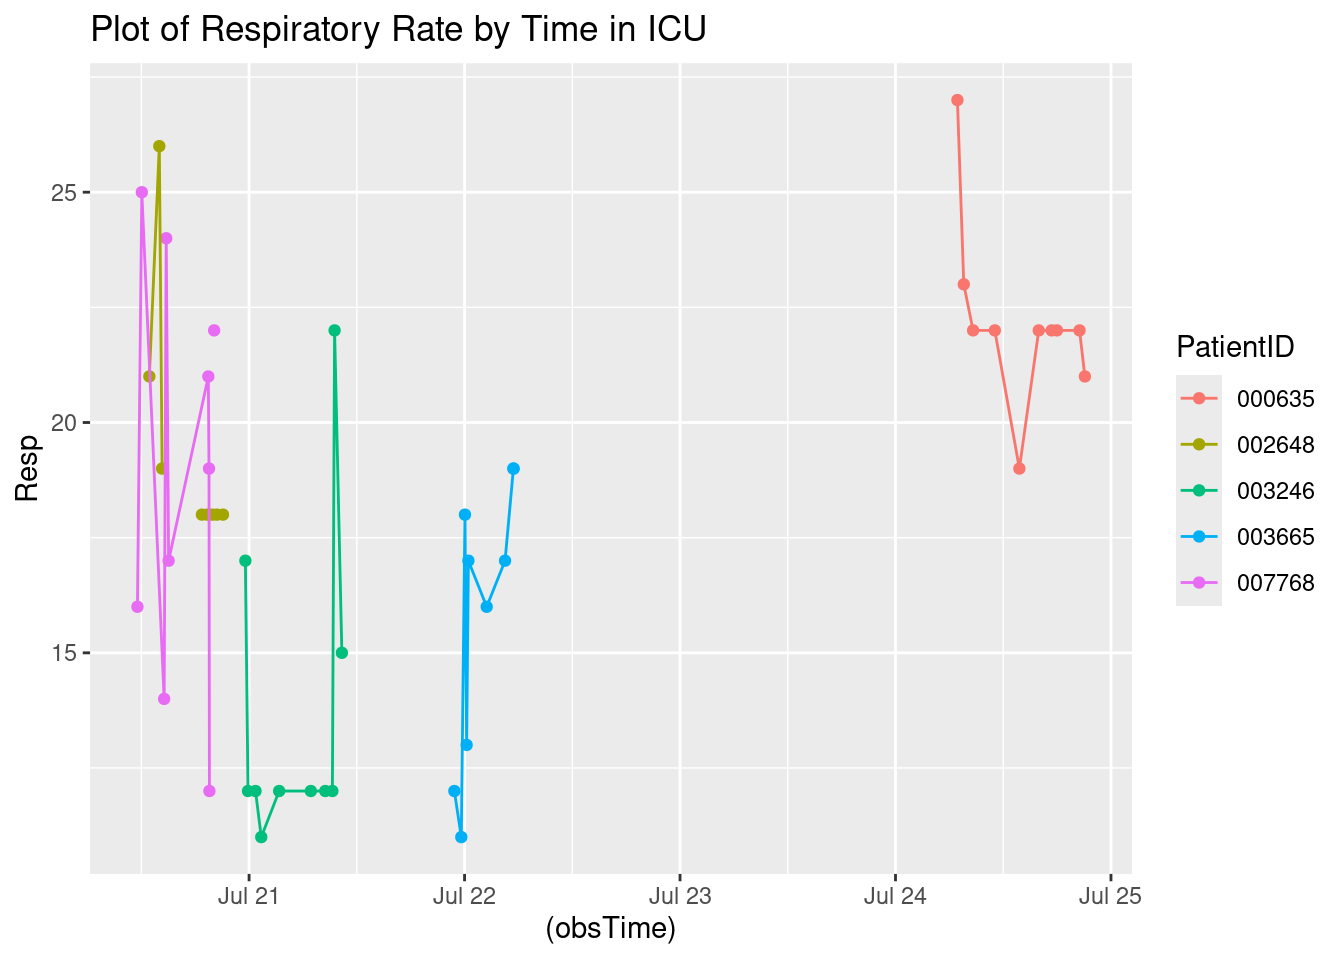 Plot of Respiratory Rate by Time in ICU
25
20
15
Resp
Jul 21
Jul 22
Jul 23
Jul 24
Jul 25
(obsTime)
PatientID
000635
002648
003246
003665
007768